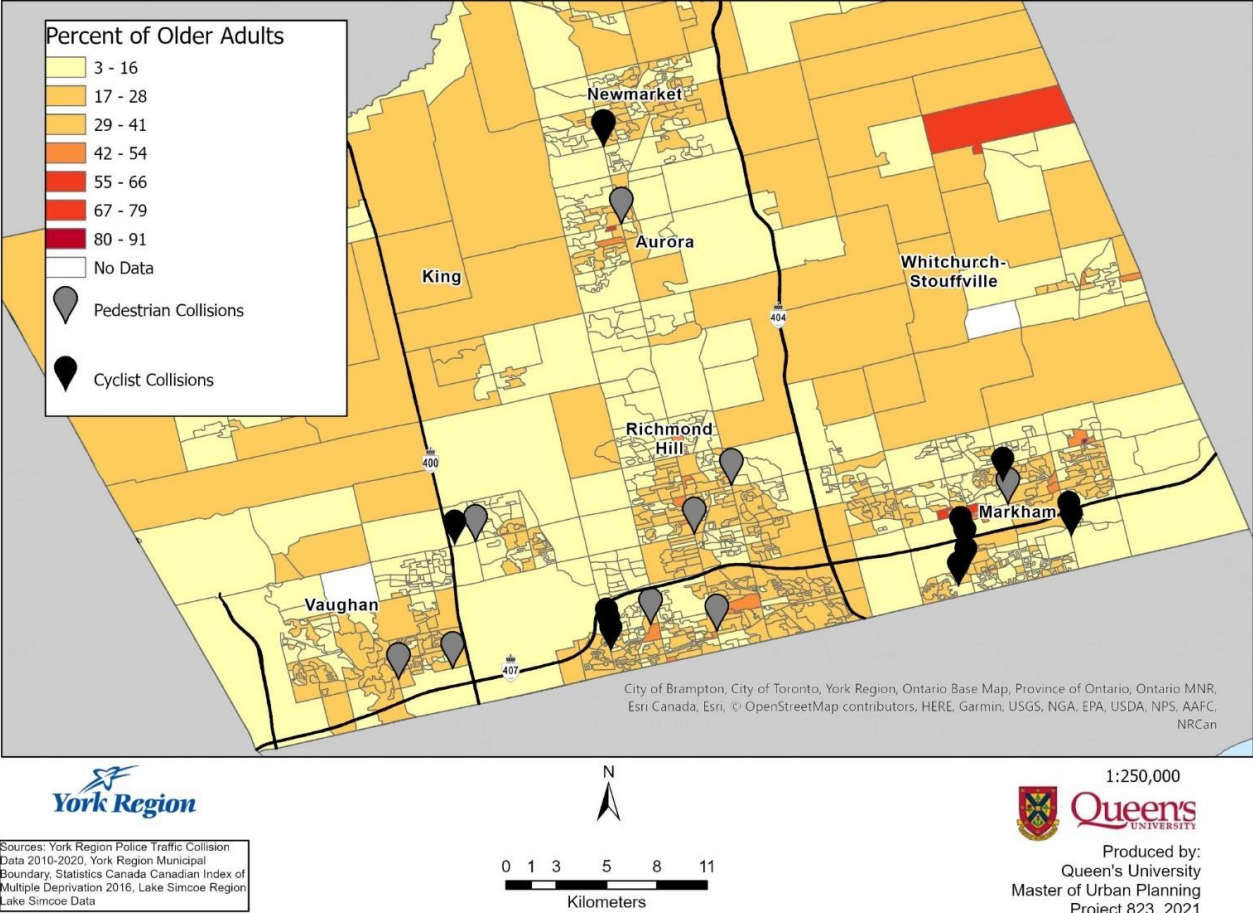 Percent of Older Adults
3 - 16
17 - 28
29 - 41
42 - 54
55 - 66
67 - 79
80 - 91
No Data
Pedestrian Collisions
Cyclist Collisions
Newmarket
Aurora
King
Whitchurch-
Stouffville
404
Richmond
Hill
400
Markham
Vaughan
407
City of Brampton, City of Toronto, York Region, Ontario Base Map, Province of Ontario, Ontario MNR,
Esri Canada, Esri, © OpenStreetMap contributors, HERE, Garmin, USGS, NGA, EPA, USDA, NPS, AAFC,
NRCan
York Region
N
1:250,000
Queen's
UNIVERSITY
Sources: York Region Police Traffic Collision
Data 2010-2020, York Region Municipal
Boundary, Statistics Canada Canadian Index of
Multiple Deprivation 2016, Lake Simcoe Region
Lake Simcoe Data
0 1 3 5 8 11
Kilometers
Produced by:
Queen's University
Master of Urban Planning
Project 823, 2021